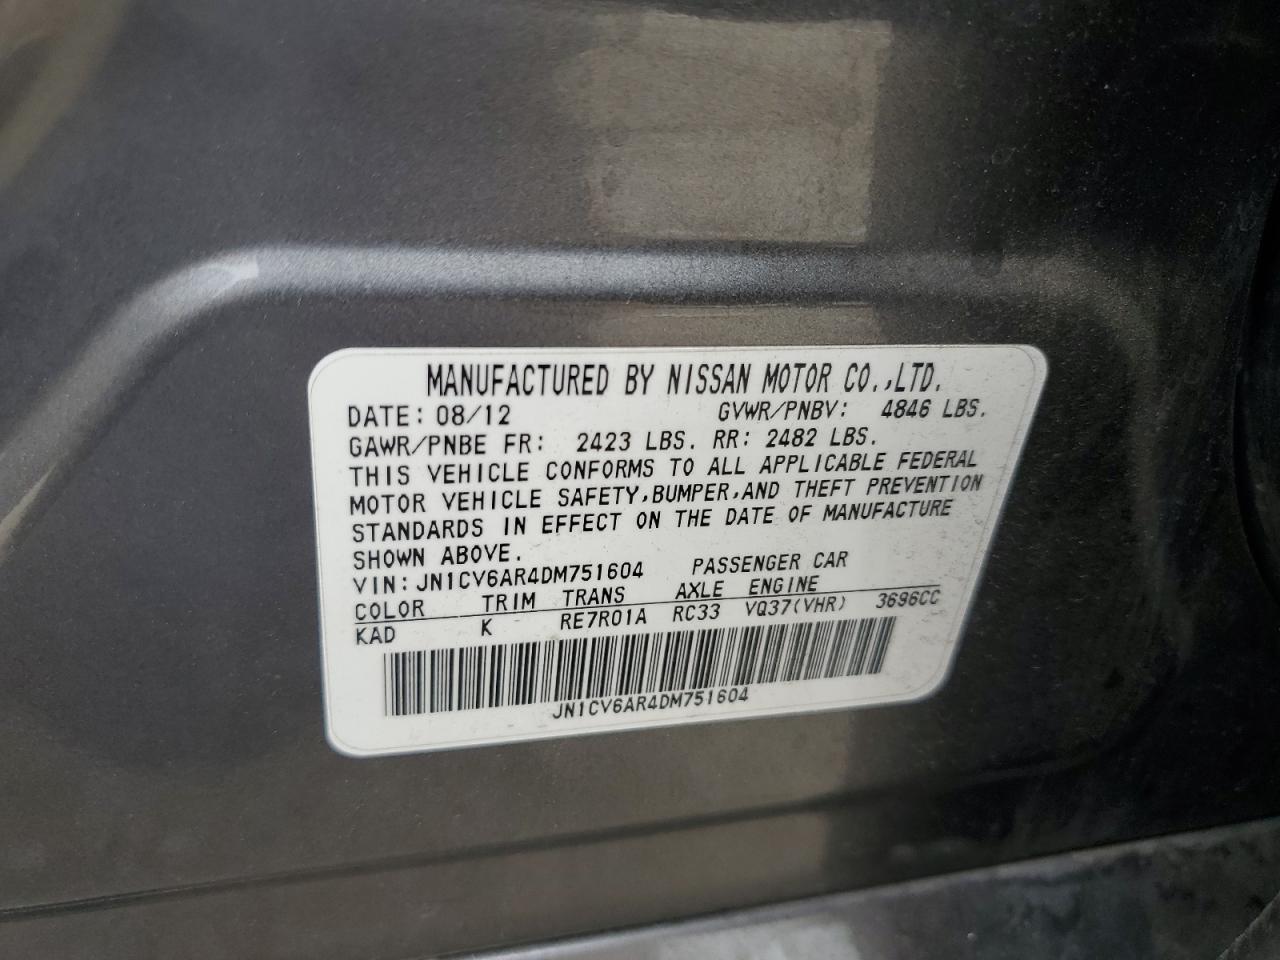 MANUFACTURED BY NISSAN MOTOR CO.,LTD.
DATE: 08/12 GVWR/PNBV: 4846 LBS.
GAWR/PNBE FR: 2423 LBS. RR: 2482 LBS.
THIS VEHICLE CONFORMS TO ALL APPLICABLE FEDERAL
MOTOR VEHICLE SAFETY,BUMPER,AND THEFT PREVENTION
STANDARDS IN EFFECT ON THE DATE OF MANUFACTURE
SHOWN ABOVE.
VIN:JN1CV6AR4DM751604 PASSENGER CAR
COLOR TRIM TRANS AXLE ENGINE
KAD K RE7R01A RC33 VQ37(VHR) 3696CC
JN1CV6AR4DM751604